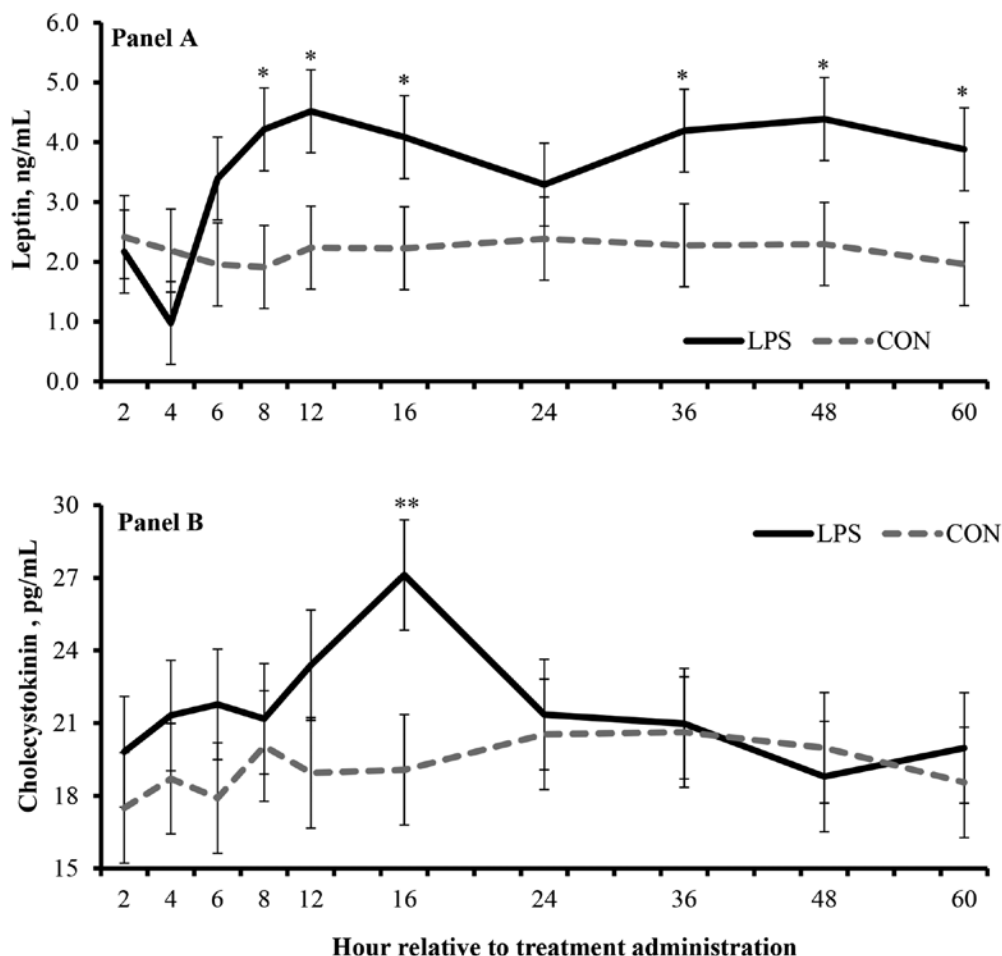 Panel A
Leptin, ng/mL
6.0
5.0
4.0
3.0
2.0
1.0
0.0
* * * * * *
LPS CON
2 4 6 8 12 16 24 36 48 60
Panel B
Cholecystokinin , pg/mL
30
27
24
21
18
15
**
LPS CON
2 4 6 8 12 16 24 36 48 60
Hour relative to treatment administration